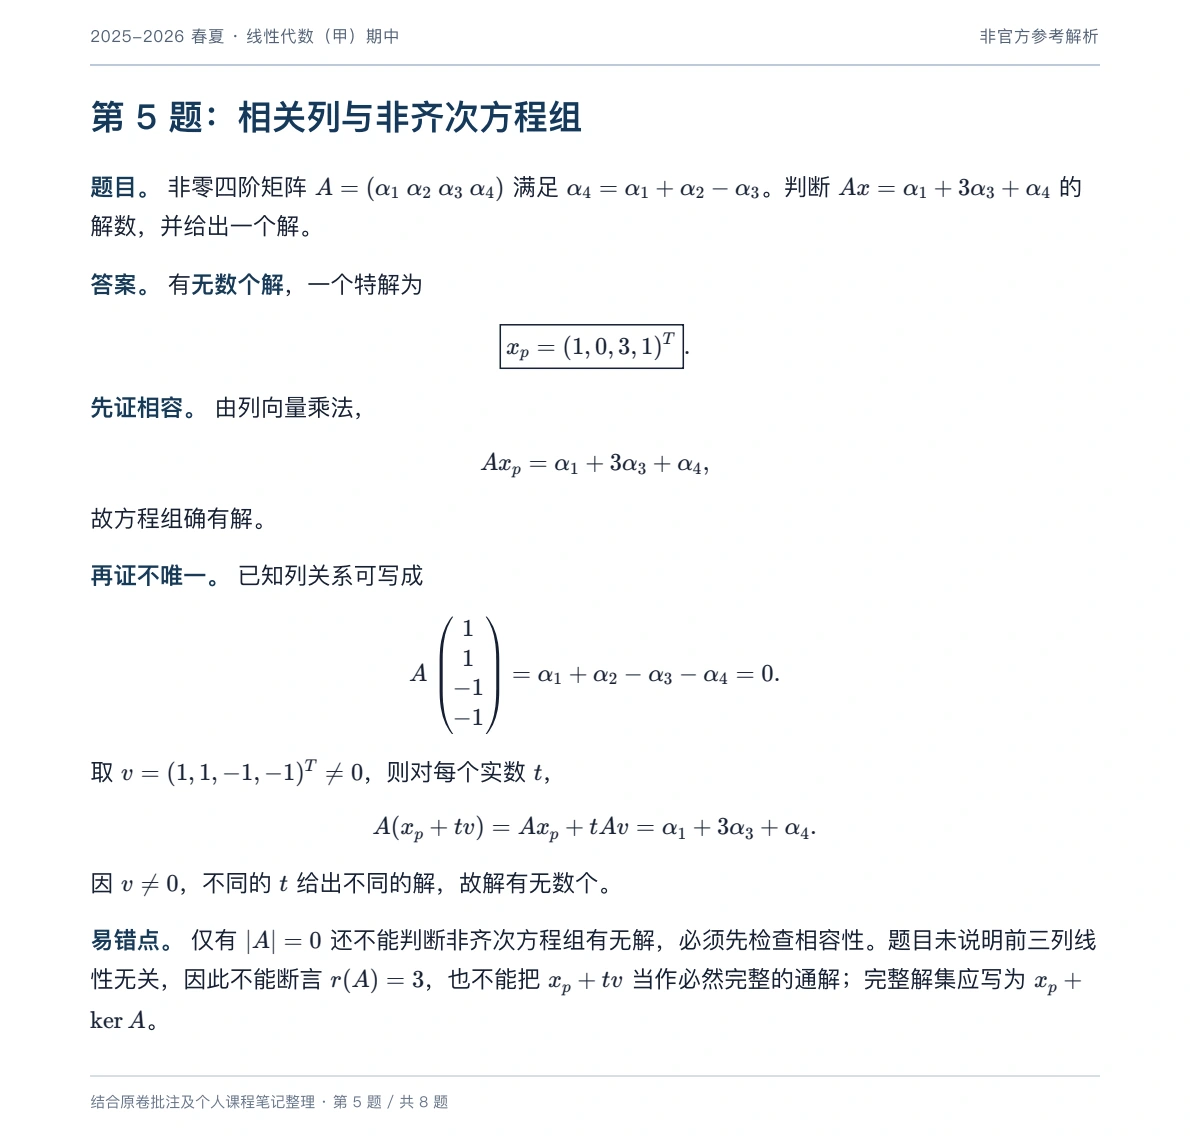 2025–2026 春夏 · 线性代数（甲）期中
非官方参考解析
第 5 题：相关列与非齐次方程组
题目。 非零四阶矩阵 A = (α₁ α₂ α₃ α₄) 满足 α₄ = α₁ + α₂ − α₃。判断 Ax = α₁ + 3α₃ + α₄ 的
解数，并给出一个解。
答案。 有无数个解，一个特解为
xₚ = (1, 0, 3, 1)ᵀ.
先证相容。 由列向量乘法，
Axₚ = α₁ + 3α₃ + α₄,
故方程组确有解。
再证不唯一。 已知列关系可写成
A (1 1 −1 −1) = α₁ + α₂ − α₃ − α₄ = 0.
取 v = (1, 1, −1, −1)ᵀ ≠ 0，则对每个实数 t，
A(xₚ + tv) = Axₚ + tAv = α₁ + 3α₃ + α₄.
因 v ≠ 0，不同的 t 给出不同的解，故解有无数个。
易错点。 仅有 |A| = 0 还不能判断非齐次方程组有无解，必须先检查相容性。题目未说明前三列线
性无关，因此不能断言 r(A) = 3，也不能把 xₚ + tv 当作必然完整的通解；完整解集应写为 xₚ +
ker A。
结合原卷批注及个人课程笔记整理 · 第 5 题 / 共 8 题